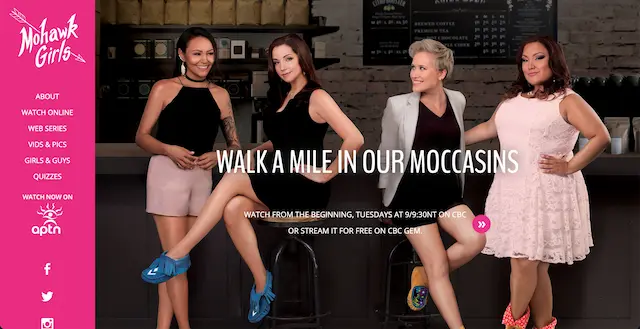 Mohawk
Girls
ABOUT
WATCH ONLINE
WEB SERIES
VIDS & PICS
GIRLS & GUYS
QUIZZES
WATCH NOW ON
aptn
WALK A MILE IN OUR MOCCASINS
WATCH FROM THE BEGINNING, TUESDAYS AT 9/9:30NT ON CBC
OR STREAM IT FOR FREE ON CBC GEM.
»